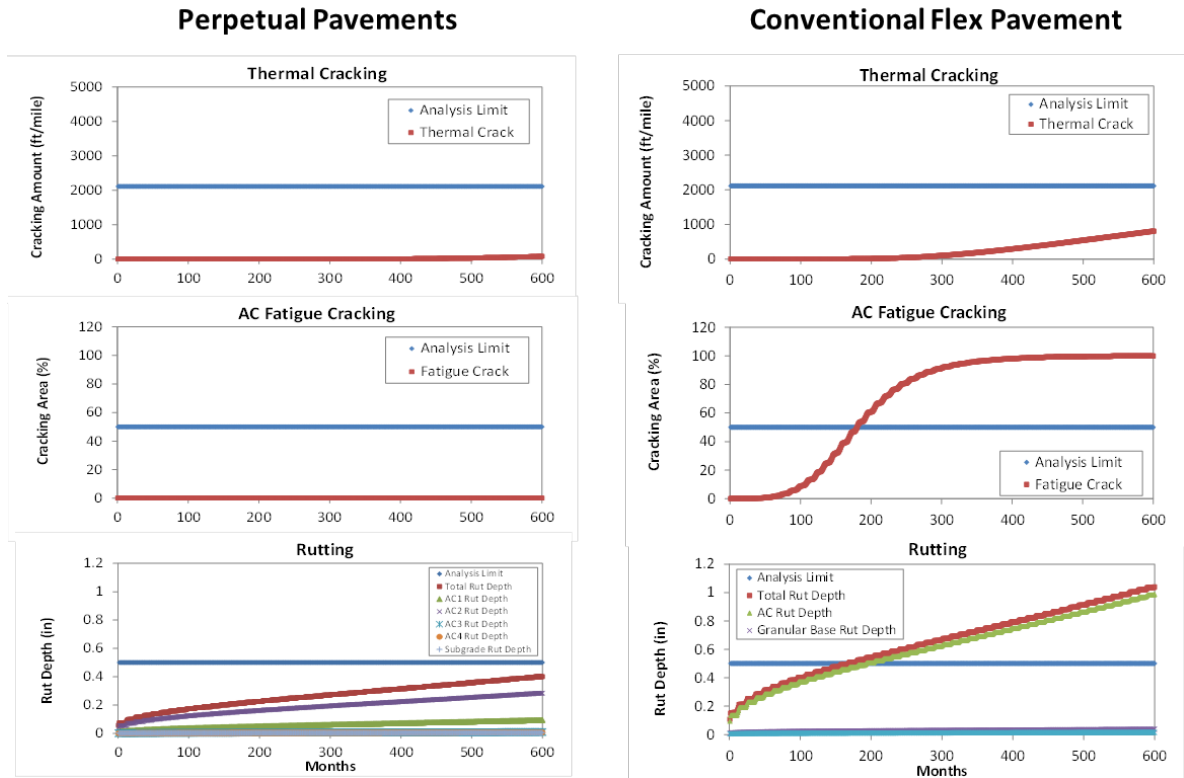 Perpetual Pavements
Conventional Flex Pavement
Thermal Cracking
Cracking Amount (ft/mile)
5000
4000
3000
2000
1000
0
Analysis Limit
Thermal Crack
0 100 200 300 400 500 600
Thermal Cracking
Cracking Amount (ft/mile)
5000
4000
3000
2000
1000
0
Analysis Limit
Thermal Crack
0 100 200 300 400 500 600
AC Fatigue Cracking
Cracking Area (%)
120
100
80
60
40
20
0
Analysis Limit
Fatigue Crack
0 100 200 300 400 500 600
AC Fatigue Cracking
Cracking Area (%)
120
100
80
60
40
20
0
Analysis Limit
Fatigue Crack
0 100 200 300 400 500 600
Rutting
Rut Depth (in)
1.2
1
0.8
0.6
0.4
0.2
0
Analysis Limit
Total Rut Depth
AC1 Rut Depth
AC2 Rut Depth
AC3 Rut Depth
AC4 Rut Depth
Subgrade Rut Depth
0 100 200 300 400 500 600
Months
Rutting
Rut Depth (in)
1.2
1
0.8
0.6
0.4
0.2
0
Analysis Limit
Total Rut Depth
AC Rut Depth
Granular Base Rut Depth
0 100 200 300 400 500 600
Months